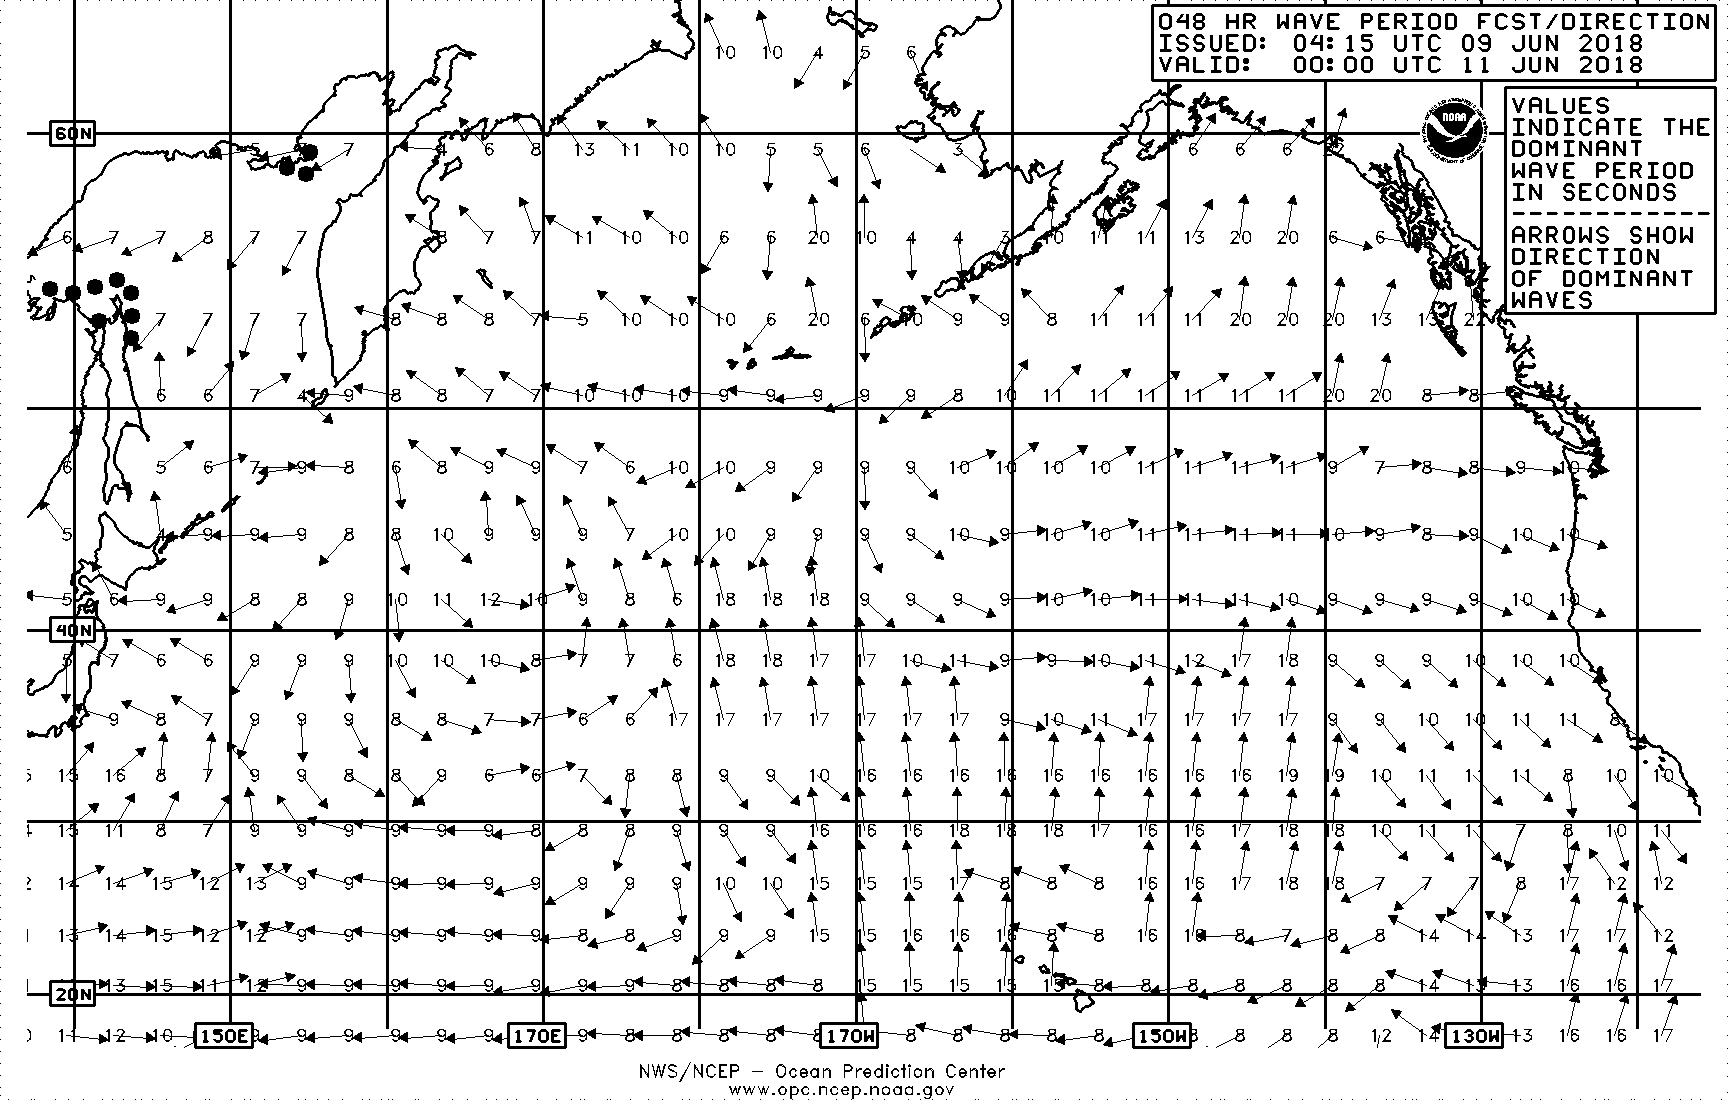 048 HR WAVE PERIOD FCST/DIRECTION
ISSUED: 04:15 UTC 09 JUN 2018
VALID: 00:00 UTC 11 JUN 2018
NOAA
VALUES
INDICATE THE
DOMINANT
WAVE PERIOD
IN SECONDS
------------
ARROWS SHOW
DIRECTION
OF DOMINANT
WAVES
10 10 4 5 6
60N
7 4 6 8 13 11 10 10 5 5 6 3 6 6 6
6 7 7 8 7 7 8 7 7 11 10 10 6 6 20 10 4 4 3 10 11 11 13 20 20 6 6
7 7 7 7 8 8 8 7 5 10 10 10 6 20 6 10 9 9 8 11 11 11 20 20 20 13 13 22
6 6 7 4 9 8 8 7 7 10 10 10 9 9 9 9 9 8 10 11 11 11 11 11 11 20 20 8 8
6 5 6 7 9 8 6 8 9 9 7 6 10 10 9 9 9 9 10 10 10 10 11 11 11 11 9 7 8 8 9 10
5 4 9 9 9 8 8 10 9 9 9 7 10 10 9 9 9 9 10 9 10 10 11 11 11 11 10 9 8 9 10 10
5 6 9 9 8 8 9 10 11 12 10 9 8 6 18 18 18 9 9 9 9 10 10 11 11 11 10 9 9 9 10 10
40N
5 7 6 6 9 9 9 10 10 10 8 7 7 6 18 18 17 17 10 11 9 9 10 11 12 17 18 9 9 9 10 10 10
9 8 7 9 9 9 8 8 7 7 6 6 17 17 17 17 17 17 17 9 10 11 17 17 17 17 9 9 10 10 11 11 8
15 16 8 7 9 9 8 8 9 6 6 7 8 8 9 9 10 16 16 16 16 16 16 16 16 16 19 19 10 11 11 11 8 10 10
15 11 8 7 9 9 9 9 9 9 8 8 8 9 9 9 16 16 16 18 18 18 17 16 16 17 18 18 10 11 11 7 8 10 11
14 14 15 12 13 9 9 9 9 9 9 9 9 9 10 10 15 15 15 17 8 8 8 16 16 17 18 18 7 7 7 8 17 12 12
13 14 15 12 12 9 9 9 9 9 9 8 8 9 9 9 15 15 16 16 16 8 8 16 16 8 7 8 8 14 14 13 17 17 12
20N
13 15 11 12 9 9 9 9 9 9 9 9 8 8 8 8 15 15 15 15 13 8 8 8 8 8 8 8 14 13 13 16 16 17
11 12 10 150E 8 9 9 9 9 9 170E 9 8 8 8 8 8 170W 8 8 8 8 8 150W 8 8 8 8 12 14 130W 13 16 16 17
NWS/NCEP – Ocean Prediction Center
www.opc.ncep.noaa.gov